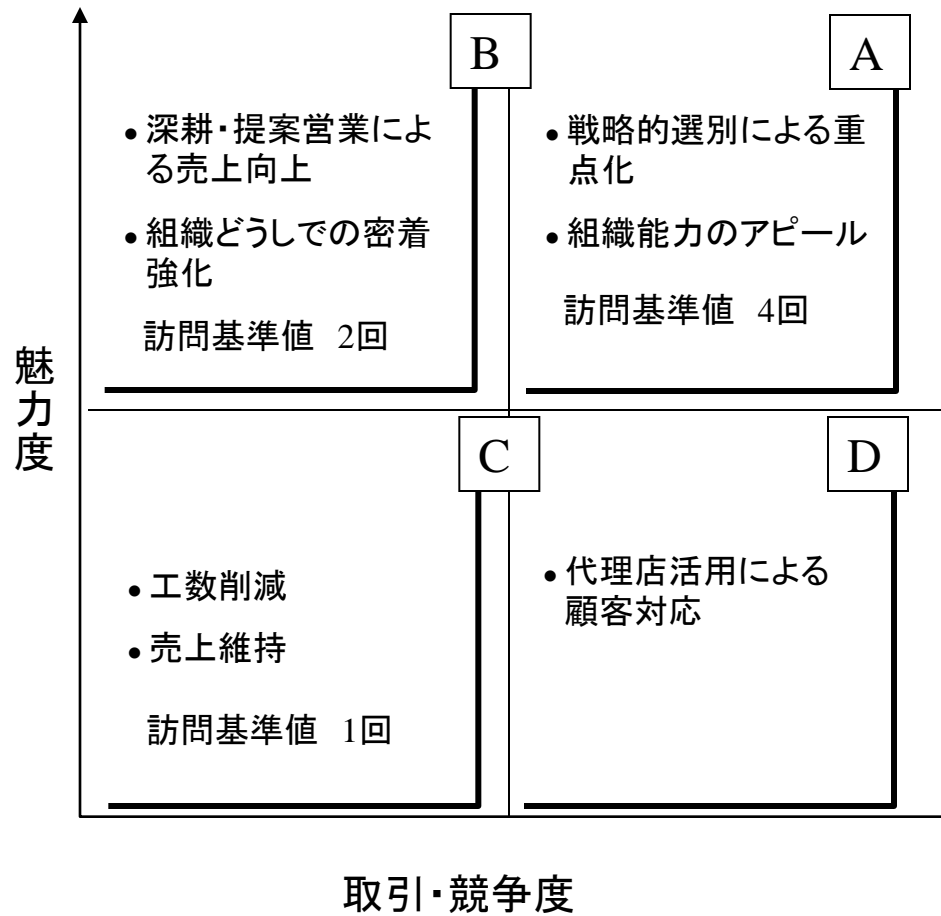 B
●深耕・提案営業によ
る売上向上
●組織どうしでの密着
強化
訪問基準値 2回
A
●戦略的選別による重
点化
●組織能力のアピール
訪問基準値 4回
魅力度
C
●工数削減
●売上維持
訪問基準値 1回
D
●代理店活用による
顧客対応
取引・競争度